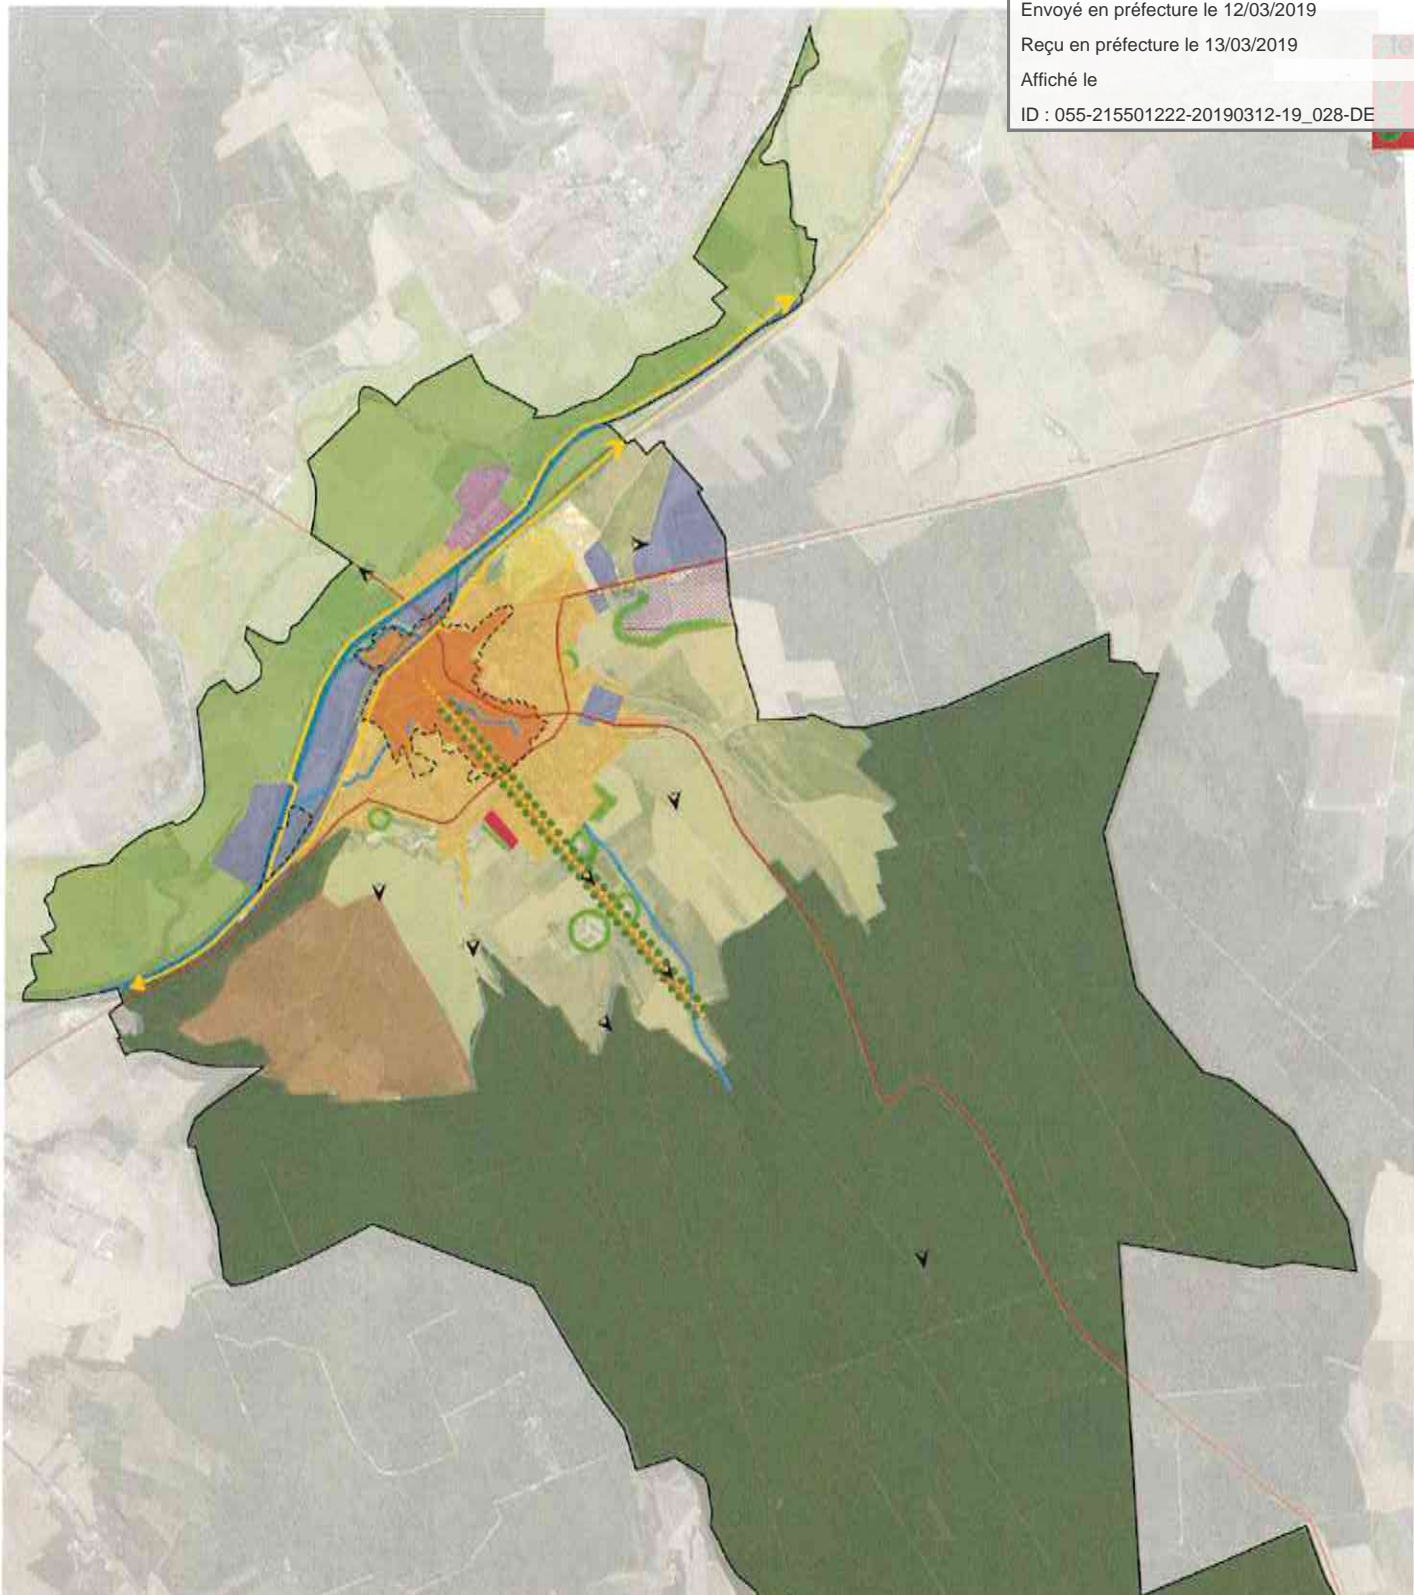 Envoyé en préfecture le 12/03/2019
Reçu en préfecture le 13/03/2019
Affiché le
ID : 055-215501222-20190312-19_028-DE